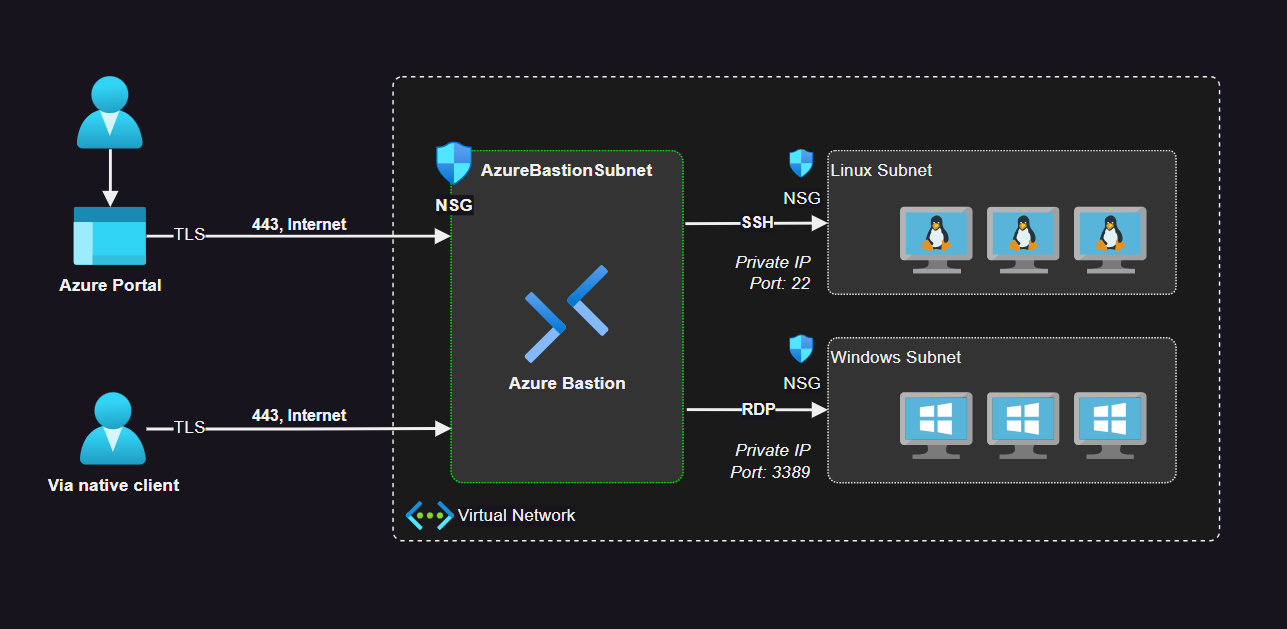 AzureBastionSubnet
NSG
TLS
443, Internet
Azure Portal
TLS
443, Internet
Via native client
Azure Bastion
NSG
Linux Subnet
SSH
Private IP
Port: 22
NSG
Windows Subnet
RDP
Private IP
Port: 3389
Virtual Network